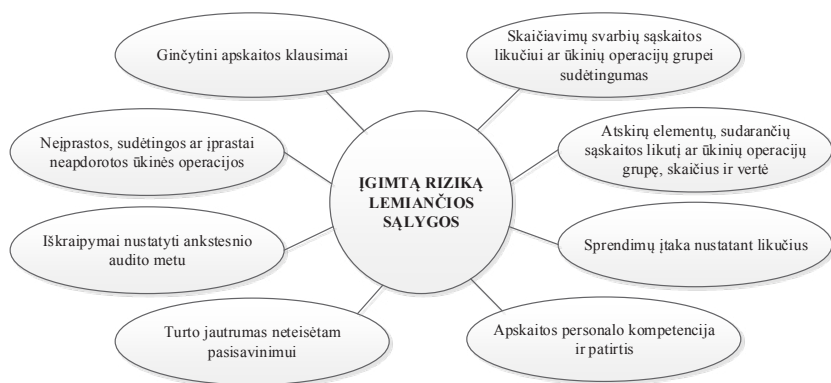 Ginčytini apskaitos klausimai
Skaičiavimų svarbių sąskaitos
likučiui ar ūkinių operacijų grupei
sudėtingumas
Neįprastos, sudėtingos ar įprastai
neapdorotos ūkinės operacijos
Atskirų elementų, sudarančių
sąskaitos likutį ar ūkinių operacijų
grupę, skaičius ir vertė
ĮGIMTĄ RIZIKĄ
LEMIANČIOS
SĄLYGOS
Iškraipymai nustatyti ankstesnio
audito metu
Sprendimų įtaka nustatant likučius
Turto jautrumas neteisėtam
pasisavinimui
Apskaitos personalo kompetencija
ir patirtis